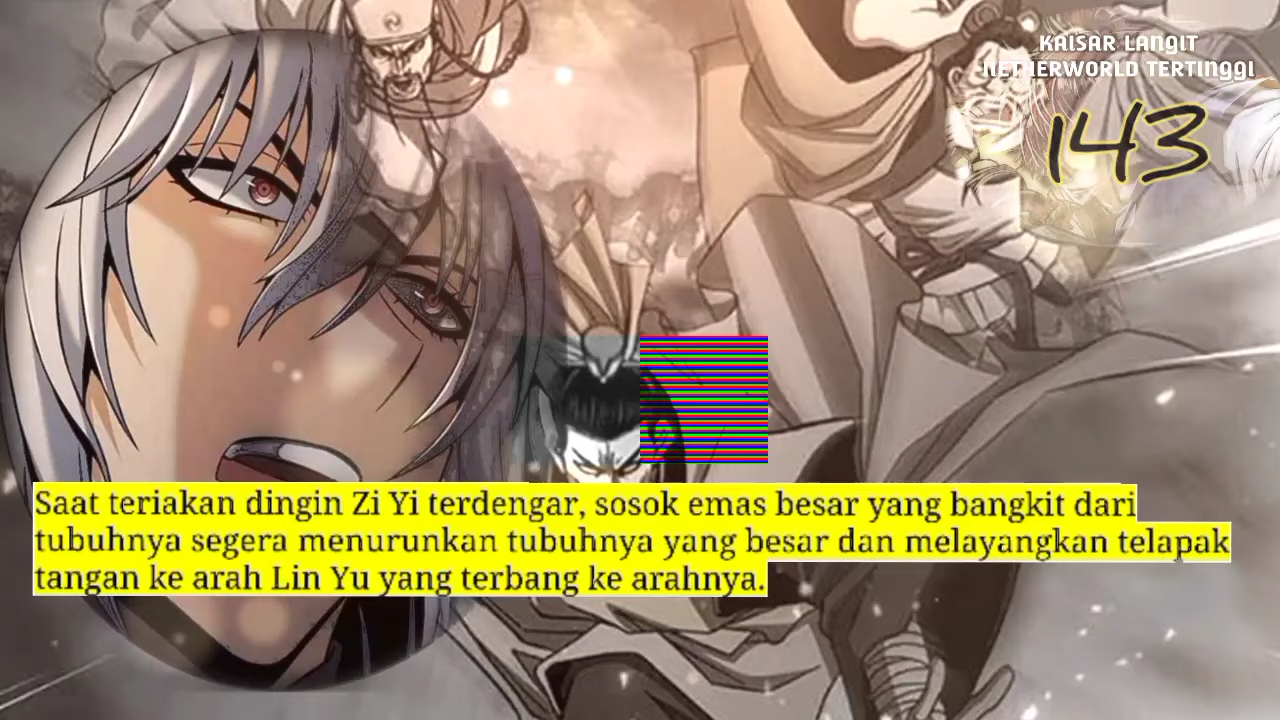 KAISAR LANGIT
NETHERWORLD TERTINGGI
143
Saat teriakan dingin Zi Yi terdengar, sosok emas besar yang bangkit dari
tubuhnya segera menurunkan tubuhnya yang besar dan melayangkan telapak
tangan ke arah Lin Yu yang terbang ke arahnya.